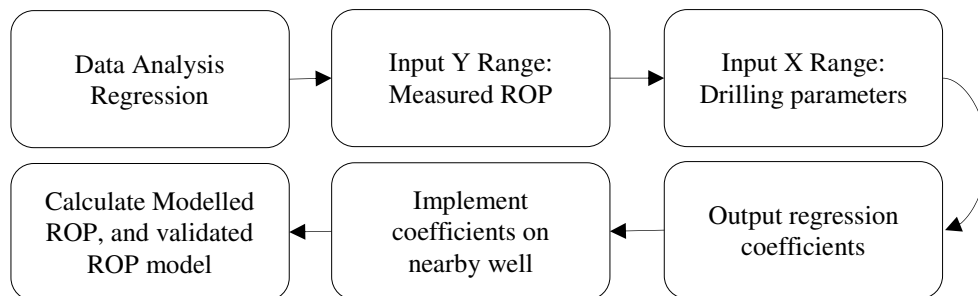 Data Analysis
Regression
Input Y Range:
Measured ROP
Input X Range:
Drilling parameters
Output regression
coefficients
Implement
coefficients on
nearby well
Calculate Modelled
ROP, and validated
ROP model